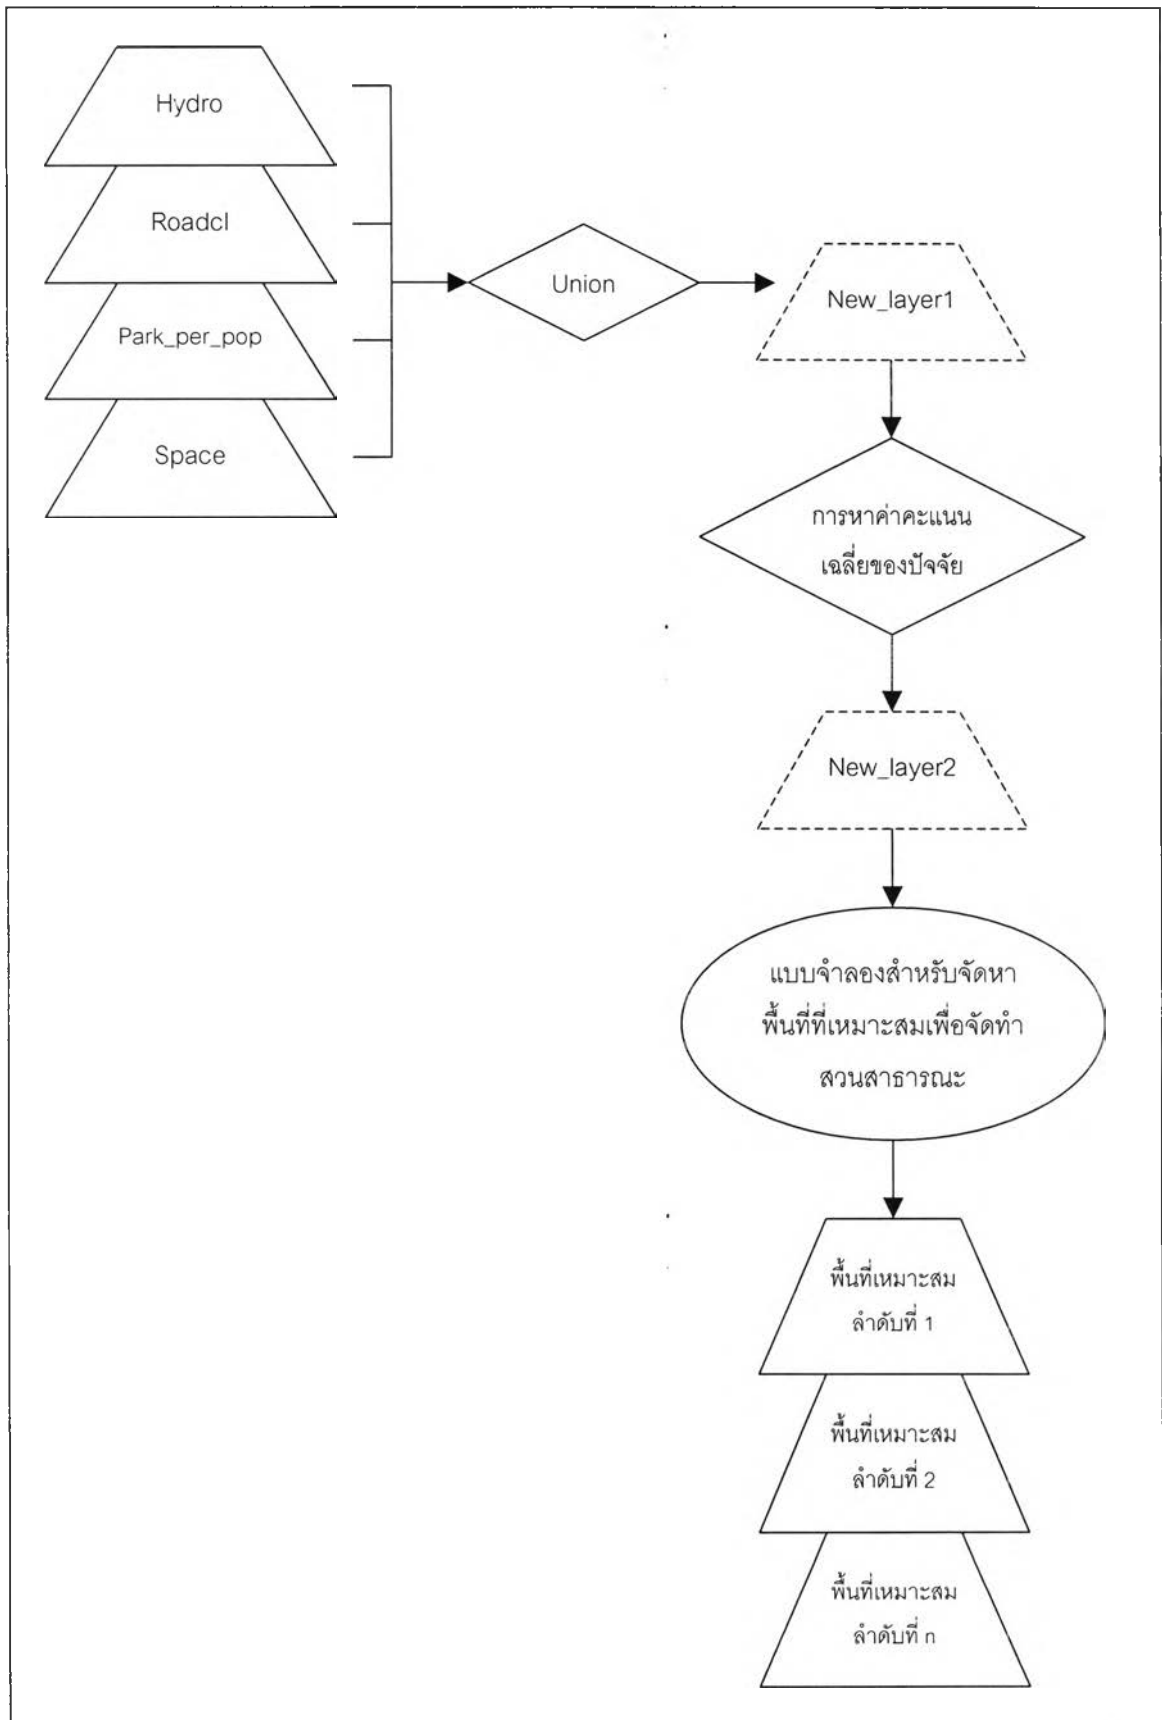 Hydro
Roadcl
Park_per_pop
Space
Union
New_layer1
การหาค่าคะแนน
เฉลี่ยของปัจจัย
New_layer2
แบบจำลองสำหรับจัดหา
พื้นที่ที่เหมาะสมเพื่อจัดทำ
สวนสาธารณะ
พื้นที่เหมาะสม
ลำดับที่ 1
พื้นที่เหมาะสม
ลำดับที่ 2
พื้นที่เหมาะสม
ลำดับที่ n